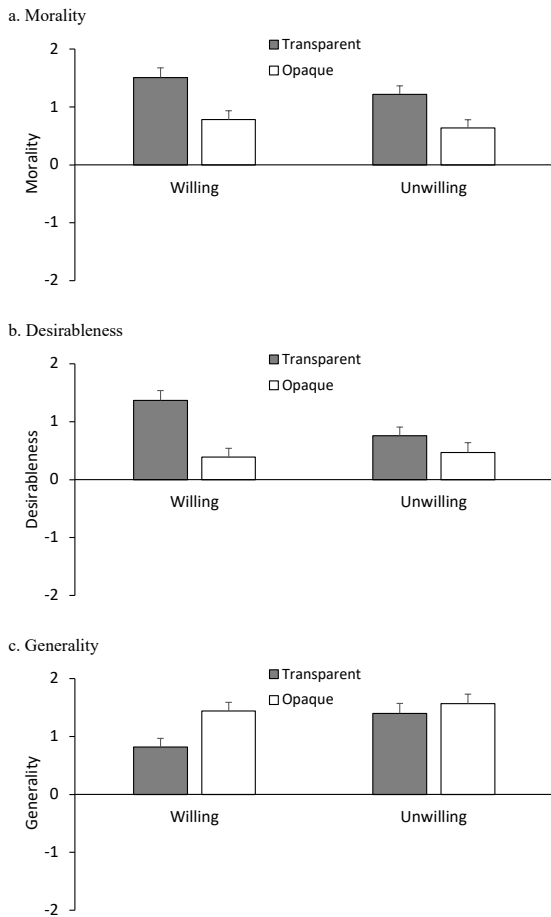 a. Morality
Transparent
Opaque
2
1
0
-1
-2
Morality
Willing
Unwilling
b. Desirableness
Transparent
Opaque
2
1
0
-1
-2
Desirableness
Willing
Unwilling
c. Generality
Transparent
Opaque
2
1
0
-1
-2
Generality
Willing
Unwilling